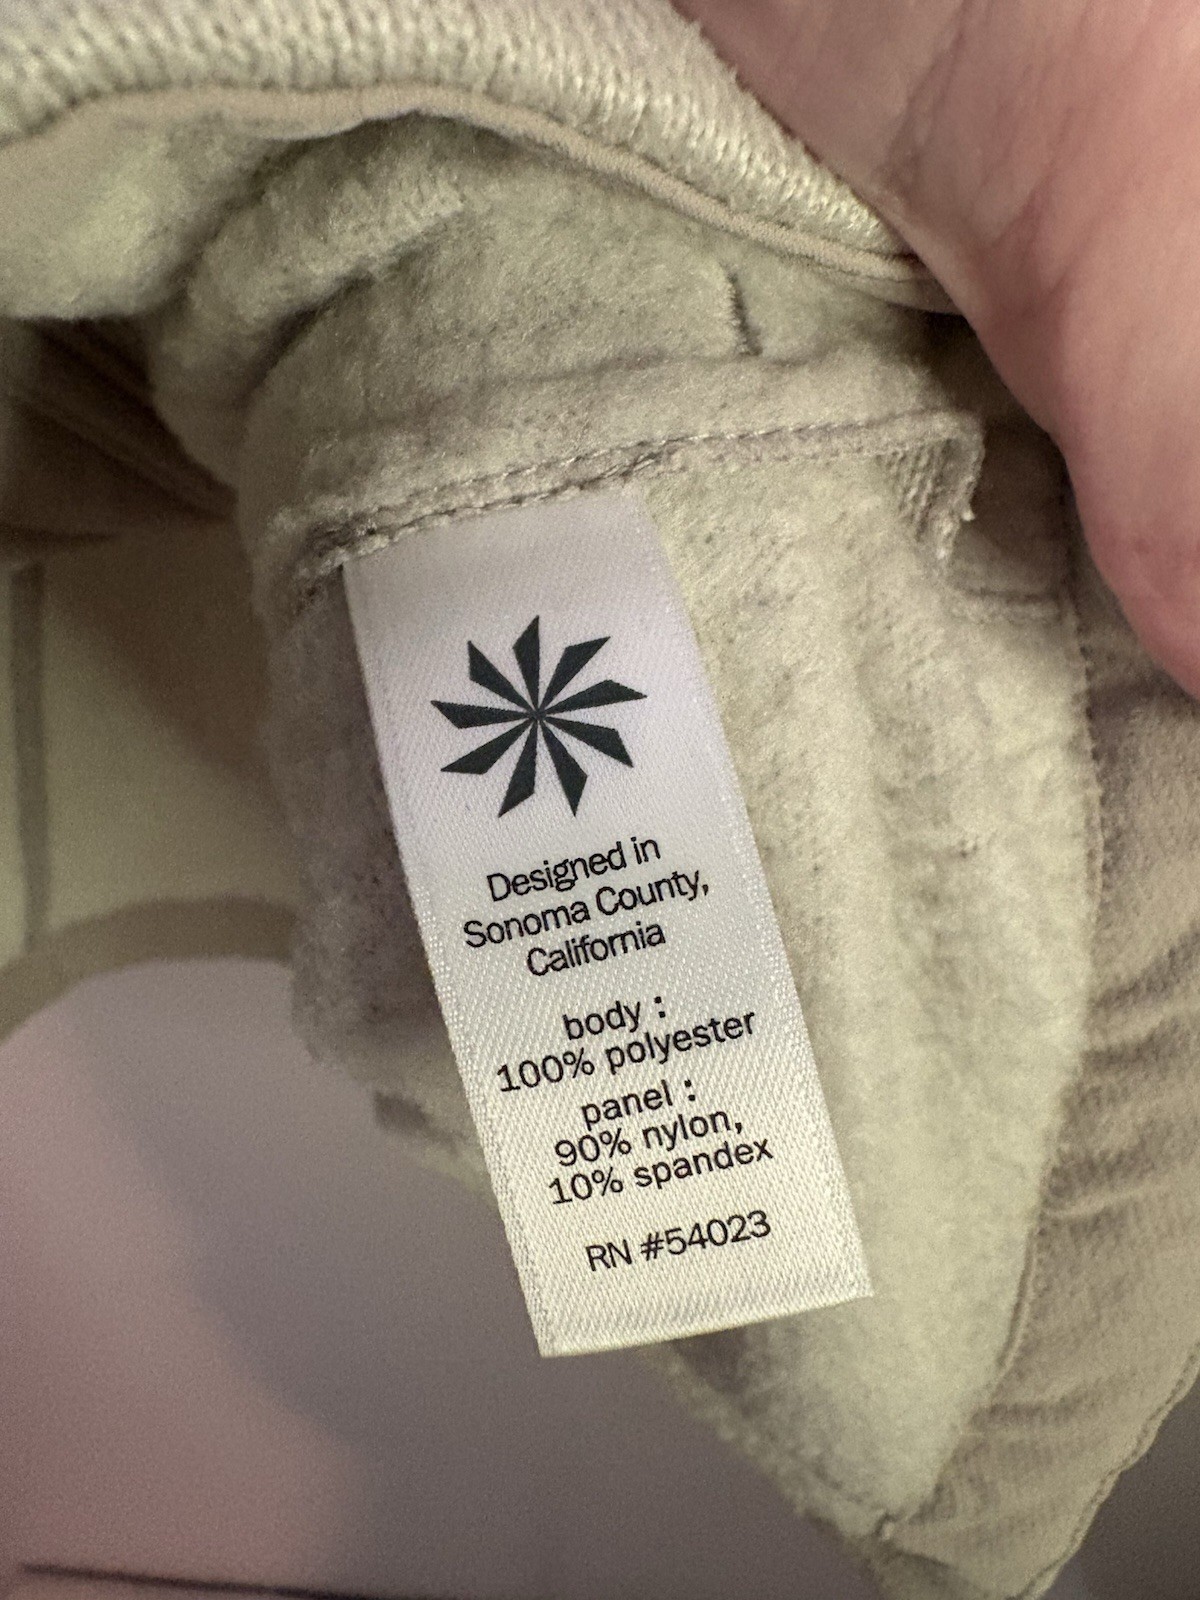 Designed in
Sonoma County,
California
body :
100% polyester
panel :
90% nylon,
10% spandex
RN #54023